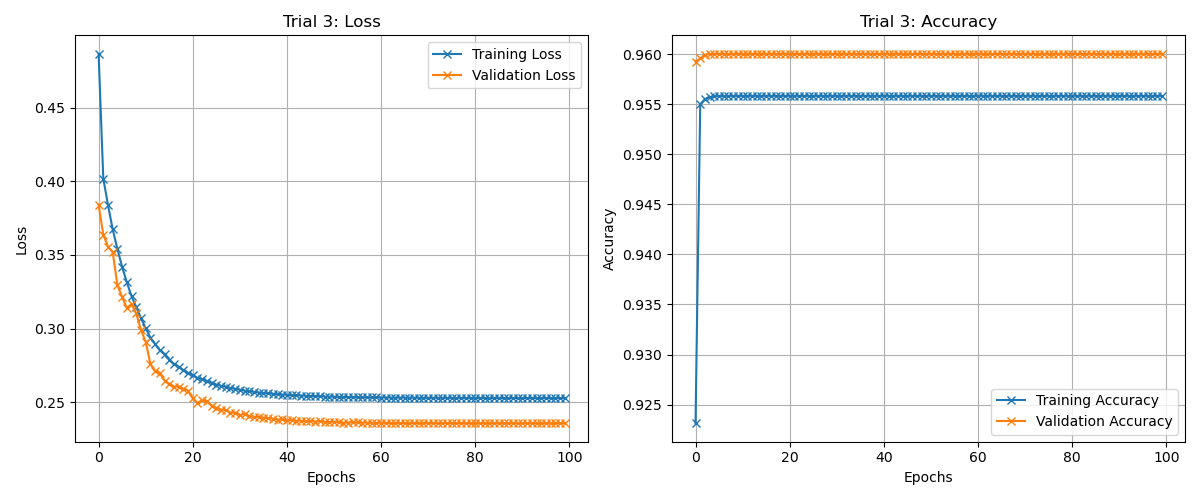 Trial 3: Loss
Training Loss
Validation Loss
0.45
0.40
0.35
0.30
0.25
Loss
0 20 40 60 80 100
Epochs
Trial 3: Accuracy
0.960
0.955
0.950
0.945
0.940
0.935
0.930
0.925
Accuracy
Training Accuracy
Validation Accuracy
0 20 40 60 80 100
Epochs